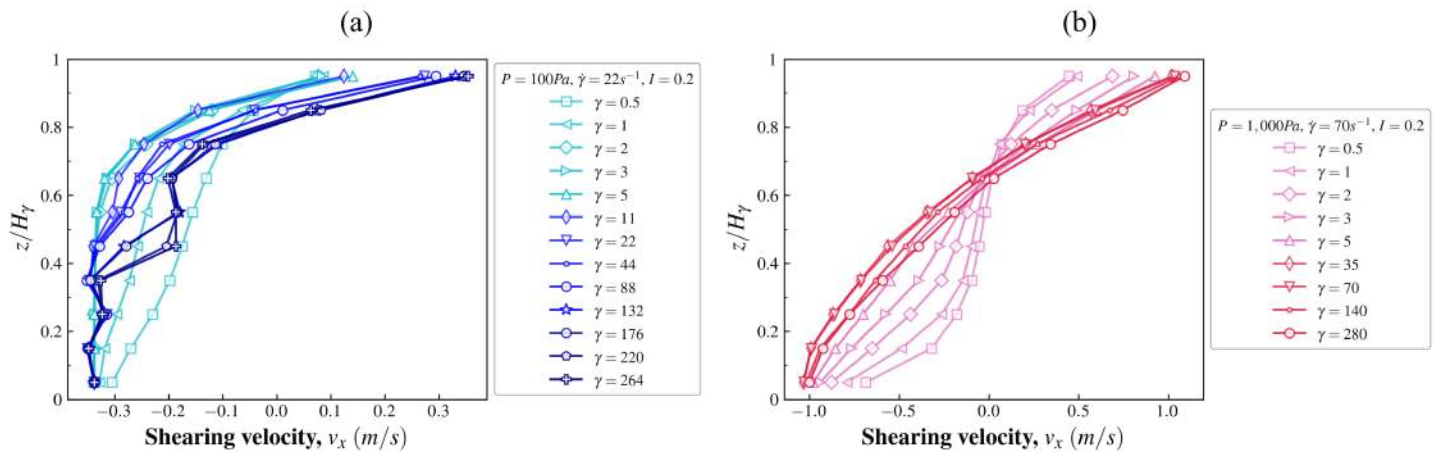 (a)
1
0.8
0.6
0.4
0.2
0
z/Hγ
−0.3
−0.2
−0.1
0.0
0.1
0.2
0.3
Shearing velocity, vₓ (m/s)
P = 100Pa, γ̇ = 22s⁻¹, I = 0.2
γ = 0.5
γ = 1
γ = 2
γ = 3
γ = 5
γ = 11
γ = 22
γ = 44
γ = 88
γ = 132
γ = 176
γ = 220
γ = 264
(b)
1
0.8
0.6
0.4
0.2
0
z/Hγ
−1.0
−0.5
0.0
0.5
1.0
Shearing velocity, vₓ (m/s)
P = 1,000Pa, γ̇ = 70s⁻¹, I = 0.2
γ = 0.5
γ = 1
γ = 2
γ = 3
γ = 5
γ = 35
γ = 70
γ = 140
γ = 280